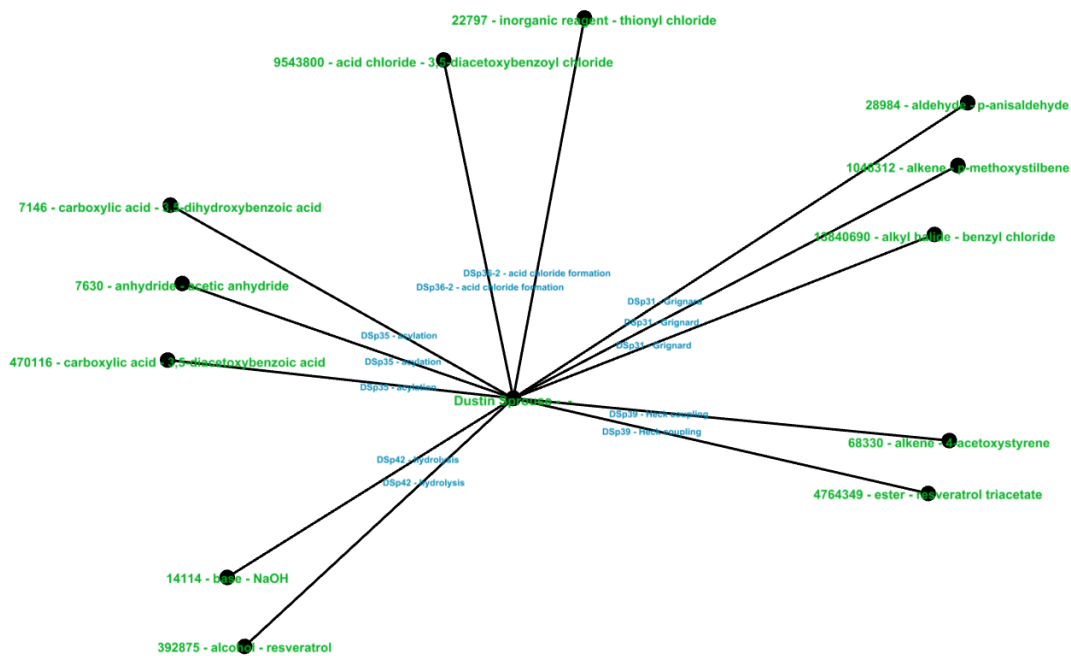 22797 - inorganic reagent - thionyl chloride
9543800 - acid chloride - 3,5-diacetoxybenzoyl chloride
28984 - aldehyde - p-anisaldehyde
1046312 - alkene - p-methoxystilbene
7146 - carboxylic acid - 3,5-dihydroxybenzoic acid
13840690 - alkyl halide - benzyl chloride
DSp36-2 - acid chloride formation
7630 - anhydride - acetic anhydride
DSp36-2 - acid chloride formation
DSp31 - Grignard
DSp31 - Grignard
DSp35 - acylation
DSp31 - Grignard
470116 - carboxylic acid - 3,5-diacetoxybenzoic acid
DSp35 - acylation
DSp35 - acylation
Dustin Sprouse - -
DSp39 - Heck coupling
DSp39 - Heck coupling
68330 - alkene - 4-acetoxystyrene
DSp42 - hydrolysis
DSp42 - hydrolysis
4764349 - ester - resveratrol triacetate
14114 - base - NaOH
392875 - alcohol - resveratrol